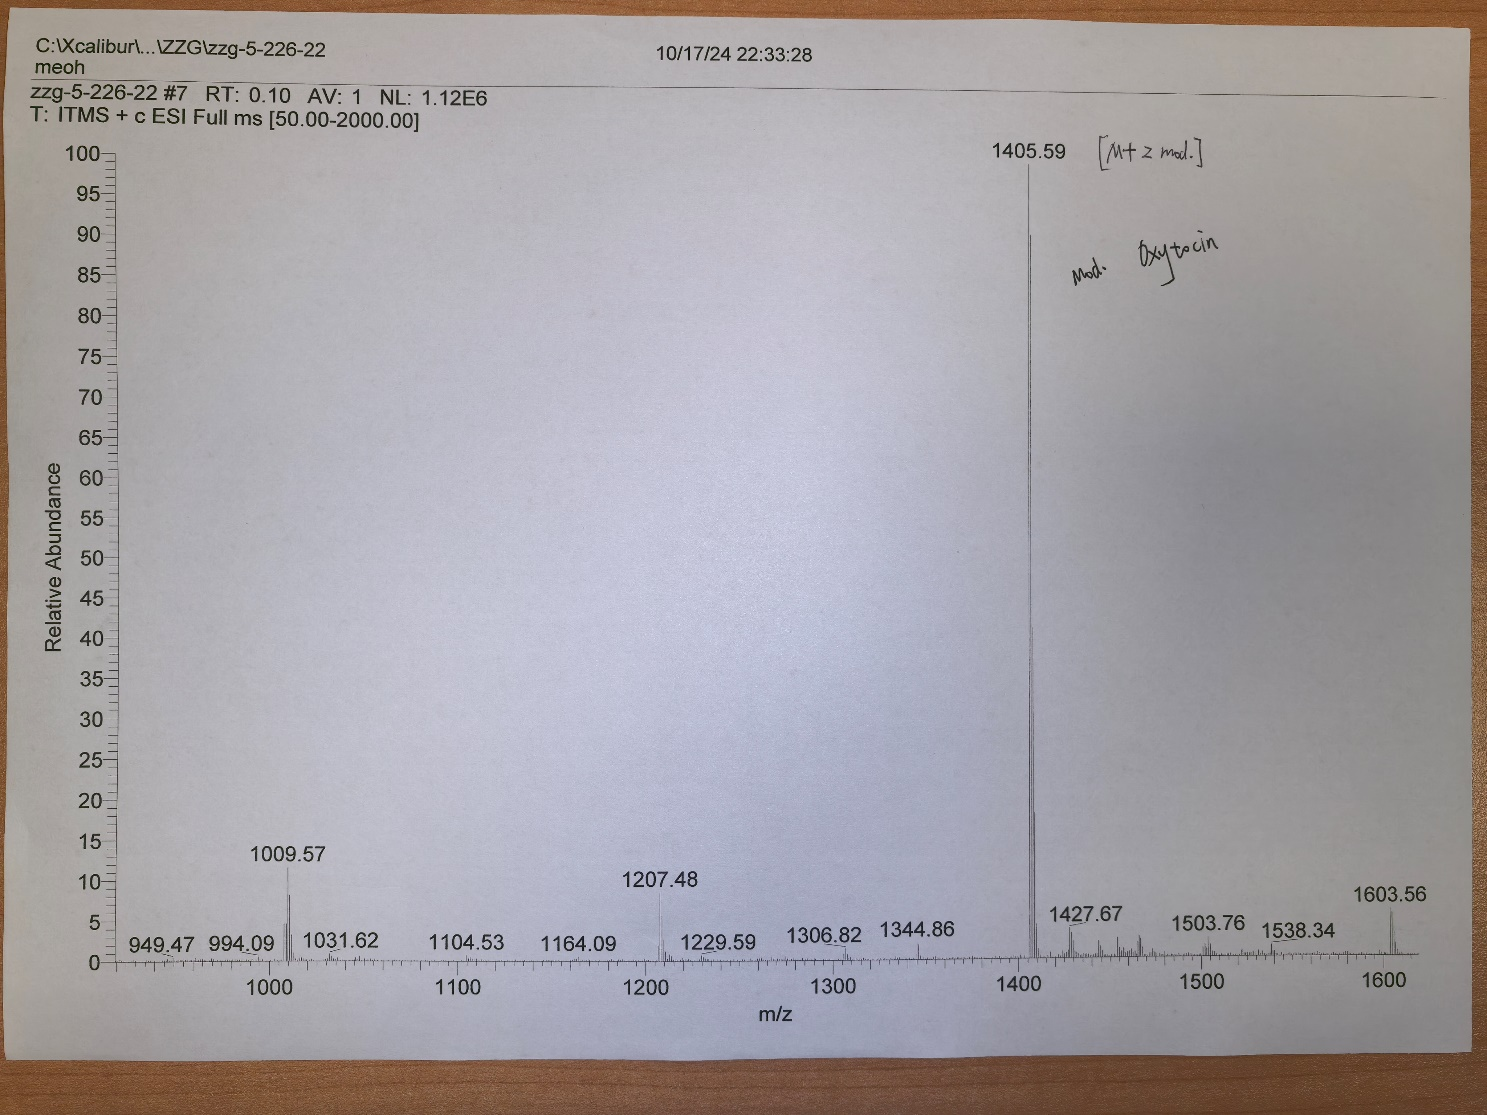 C:\Xcalibur\...\ZZG\zzg-5-226-22 10/17/24 22:33:28
meoh
zzg-5-226-22 #7 RT: 0.10 AV: 1 NL: 1.12E6
T: ITMS + c ESI Full ms [50.00-2000.00]
1405.59 [M+2 mod.]
mod. Oxytocin
100
95
90
85
80
75
70
65
60
55
50
45
40
35
30
25
20
15
10
5
0
Relative Abundance
1009.57
1207.48
1603.56
949.47 994.09 1031.62 1104.53 1164.09 1229.59 1306.82 1344.86 1427.67 1503.76 1538.34
1000 1100 1200 1300 1400 1500 1600
m/z